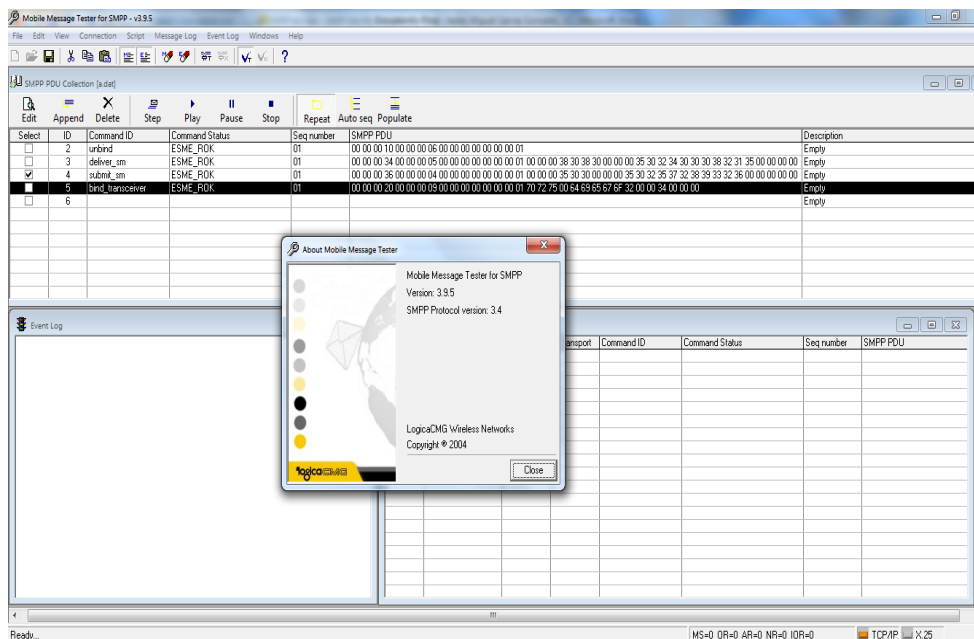 Mobile Message Tester for SMPP - v3.9.5
File Edit View Connection Script Message Log Event Log Windows Help
SMPP PDU Collection [a.dat]
Edit Append Delete Step Play Pause Stop Repeat Auto seq Populate
Select ID Command ID Command Status Seq number SMPP PDU Description
2 unbind ESME_ROK 01 00 00 00 10 00 00 00 06 00 00 00 00 00 00 00 01 Empty
3 deliver_sm ESME_ROK 01 00 00 00 34 00 00 00 05 00 00 00 00 00 00 00 01 00 00 00 38 30 38 30 00 00 00 00 35 30 32 34 30 30 30 38 32 31 35 00 00 00 00 00 Empty
4 submit_sm ESME_ROK 01 00 00 00 36 00 00 00 04 00 00 00 00 00 00 00 01 00 00 00 35 30 30 00 00 00 35 30 32 35 37 32 38 39 33 32 36 00 00 00 00 00 Empty
5 bind_transceiver ESME_ROK 01 00 00 00 20 00 00 00 09 00 00 00 00 00 00 00 01 70 72 75 00 64 69 65 67 6F 32 00 00 34 00 00 00 Empty
6 Empty
About Mobile Message Tester
Mobile Message Tester for SMPP
Version: 3.9.5
SMPP Protocol version: 3.4
LogicaCMG Wireless Networks
Copyright © 2004
logicaCMG
Close
Event Log
ansport Command ID Command Status Seq number SMPP PDU
Ready...
MS=0 OR=0 AR=0 NR=0 IOR=0 TCP/IP X.25